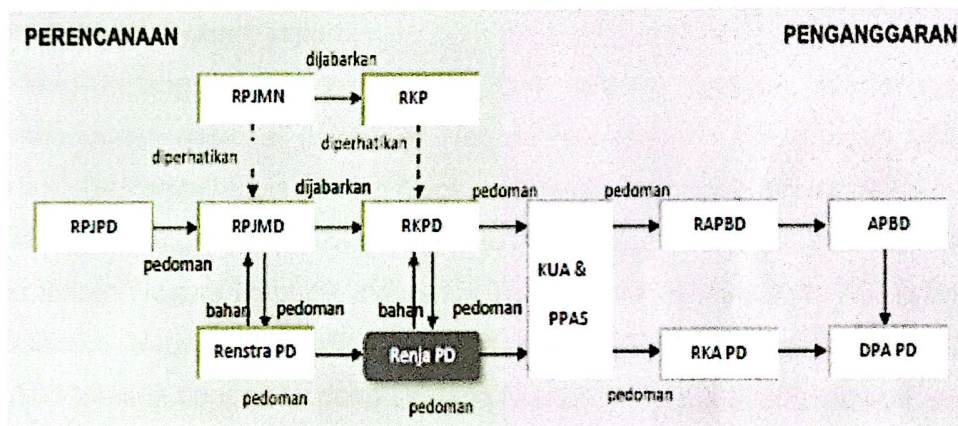 PERENCANAAN PENGANGGARAN
dijabarkan
RPJMN RKP
diperhatikan diperhatikan
dijabarkan pedoman pedoman
RPJPD RPJMD RKPD RAPBD APBD
pedoman
KUA &
bahan pedoman bahan pedoman
PPAS
Renstra PD Renja PD RKA PD DPA PD
pedoman pedoman pedoman